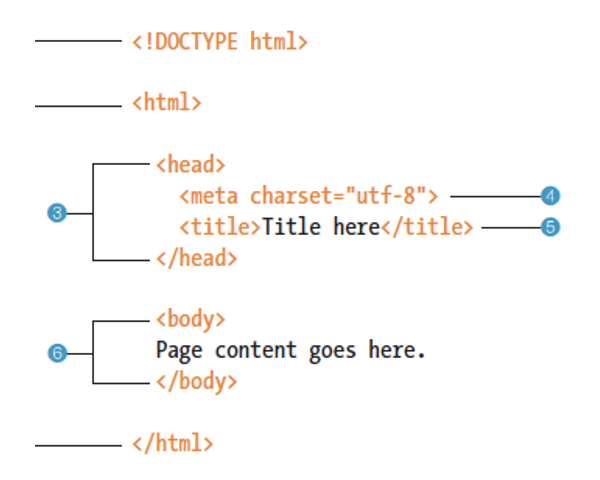 <!DOCTYPE html>
<html>
<head>
<meta charset="utf-8"> 4
<title>Title here</title> 5
3
</head>
<body>
6 Page content goes here.
</body>
</html>